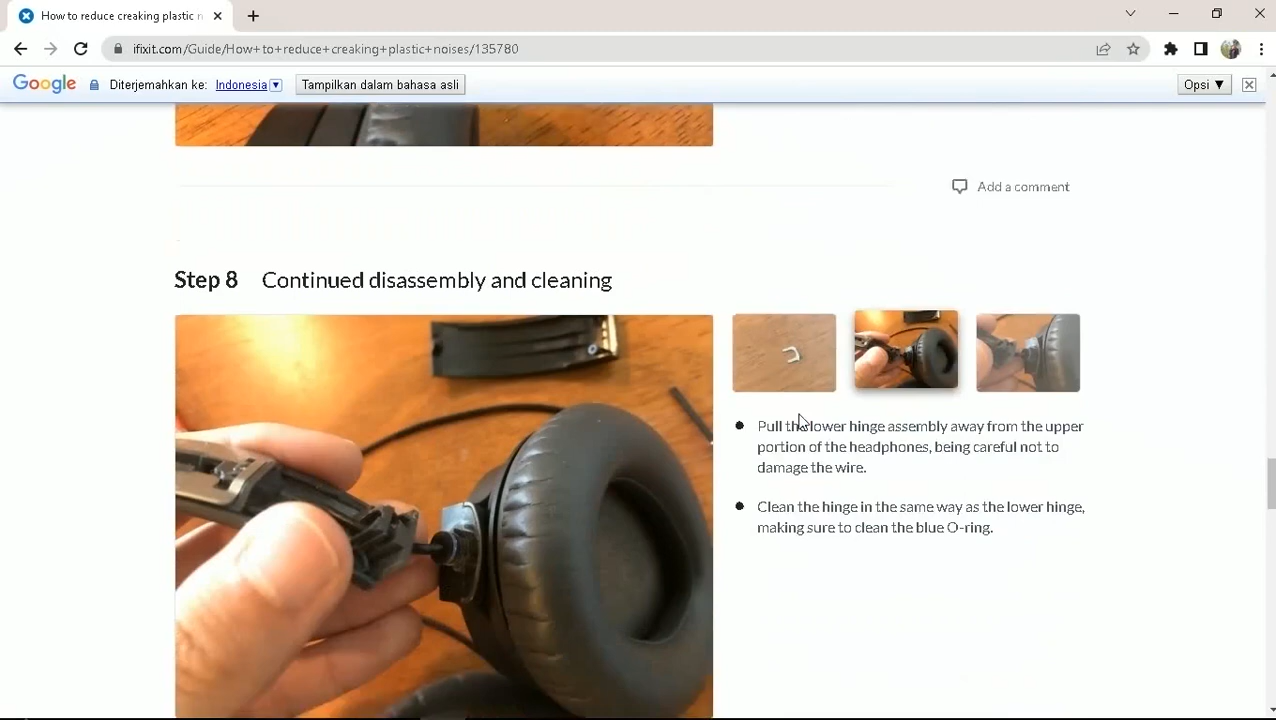 How to reduce creaking plastic n
ifixit.com/Guide/How+to+reduce+creaking+plastic+noises/135780
Google Diterjemahkan ke: Indonesia Tampilkan dalam bahasa asli Opsi
Add a comment
Step 8 Continued disassembly and cleaning
Pull the lower hinge assembly away from the upper
portion of the headphones, being careful not to
damage the wire.
Clean the hinge in the same way as the lower hinge,
making sure to clean the blue O-ring.